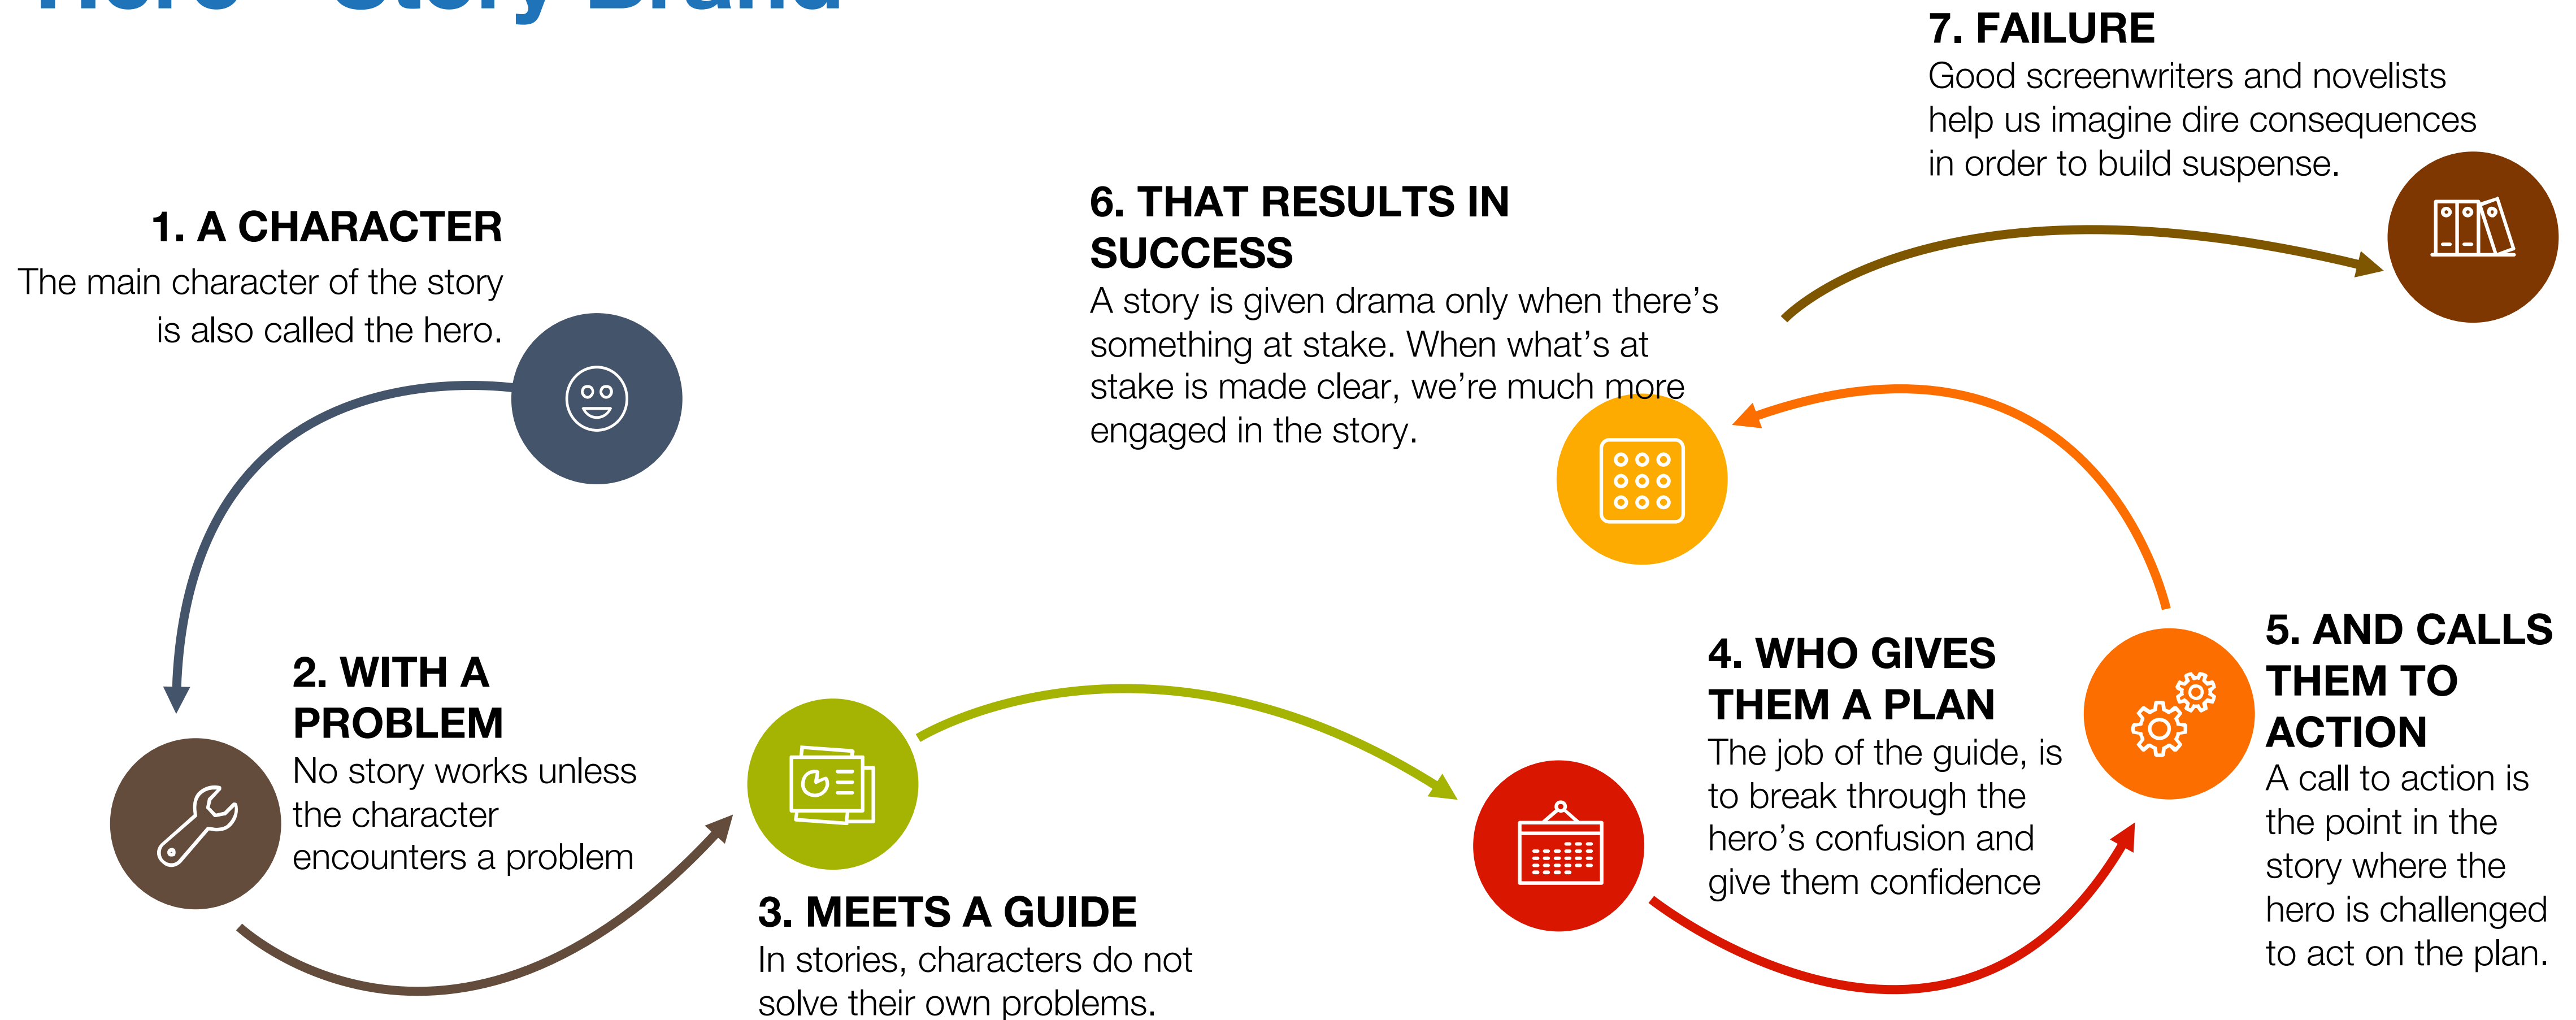 Hero - Story Brand
1. A CHARACTER
The main character of the story
is also called the hero.
2. WITH A
PROBLEM
No story works unless
the character
encounters a problem
3. MEETS A GUIDE
In stories, characters do not
solve their own problems.
4. WHO GIVES
THEM A PLAN
The job of the guide, is
to break through the
hero’s confusion and
give them confidence
5. AND CALLS
THEM TO
ACTION
A call to action is
the point in the
story where the
hero is challenged
to act on the plan.
6. THAT RESULTS IN
SUCCESS
A story is given drama only when there’s
something at stake. When what’s at
stake is made clear, we’re much more
engaged in the story.
7. FAILURE
Good screenwriters and novelists
help us imagine dire consequences
in order to build suspense.